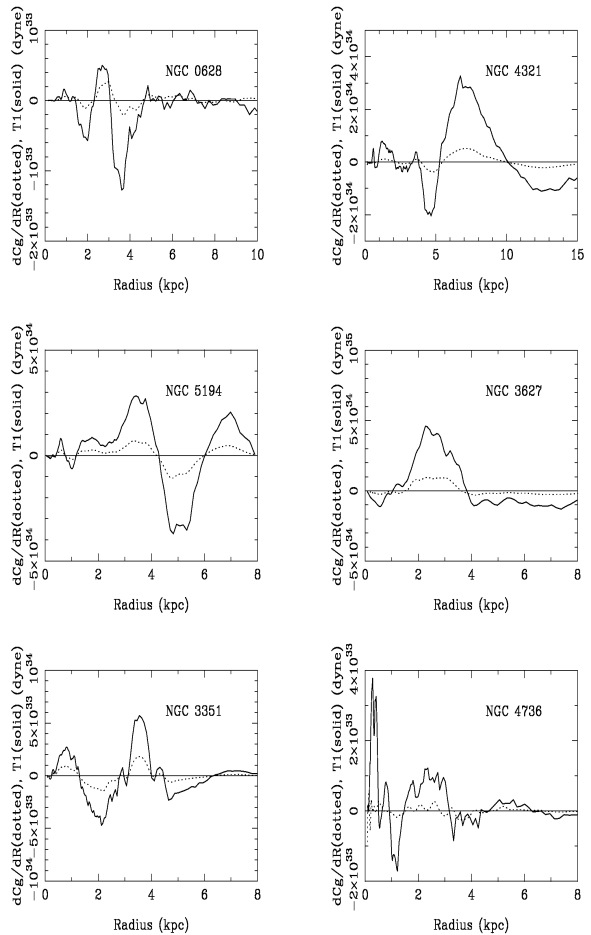 dCg/dR(dotted), T1(solid) (dyne)
−2×10³³ −10³³ 0 10³³
NGC 0628
0 2 4 6 8 10
Radius (kpc)
dCg/dR(dotted), T1(solid) (dyne)
−2×10³⁴ 0 2×10³⁴ 4×10³⁴
NGC 4321
0 5 10 15
Radius (kpc)
dCg/dR(dotted), T1(solid) (dyne)
−5×10³⁴ 0 5×10³⁴
NGC 5194
0 2 4 6 8
Radius (kpc)
dCg/dR(dotted), T1(solid) (dyne)
−5×10³⁴ 0 5×10³⁴ 10³⁵
NGC 3627
0 2 4 6 8
Radius (kpc)
dCg/dR(dotted), T1(solid) (dyne)
−10³⁴ −5×10³³ 0 5×10³³ 10³⁴
NGC 3351
0 2 4 6 8
Radius (kpc)
dCg/dR(dotted), T1(solid) (dyne)
−2×10³³ 0 2×10³³ 4×10³³
NGC 4736
0 2 4 6 8
Radius (kpc)